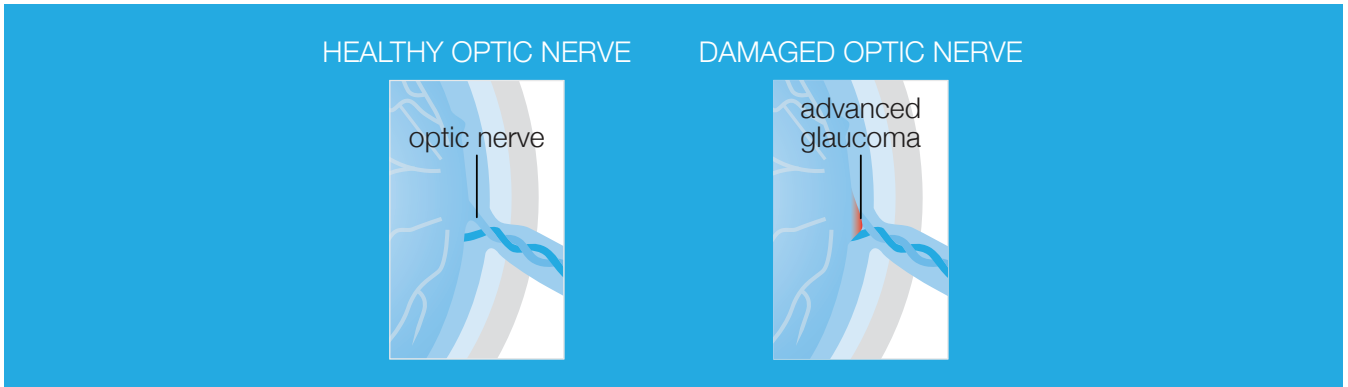 HEALTHY OPTIC NERVE
DAMAGED OPTIC NERVE
optic nerve
advanced
glaucoma